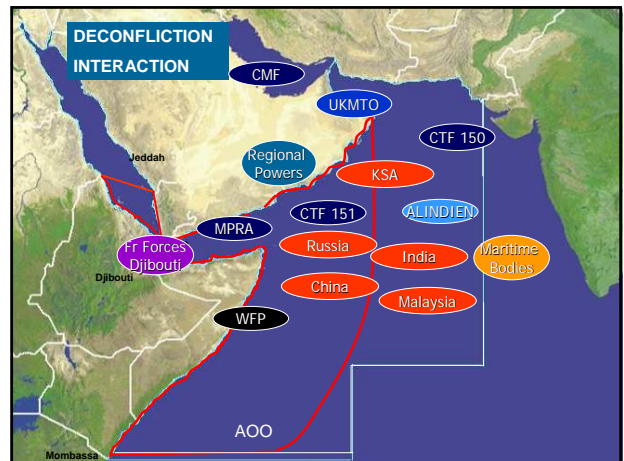 DECONFLICTION
INTERACTION
CMF
UKMTO
CTF 150
Jeddah
Regional
Powers
KSA
CTF 151
ALINDIEN
MPRA
Russia
Fr Forces
Djibouti
India
Maritime
Bodies
Djibouti
China
Malaysia
WFP
AOO
Mombassa